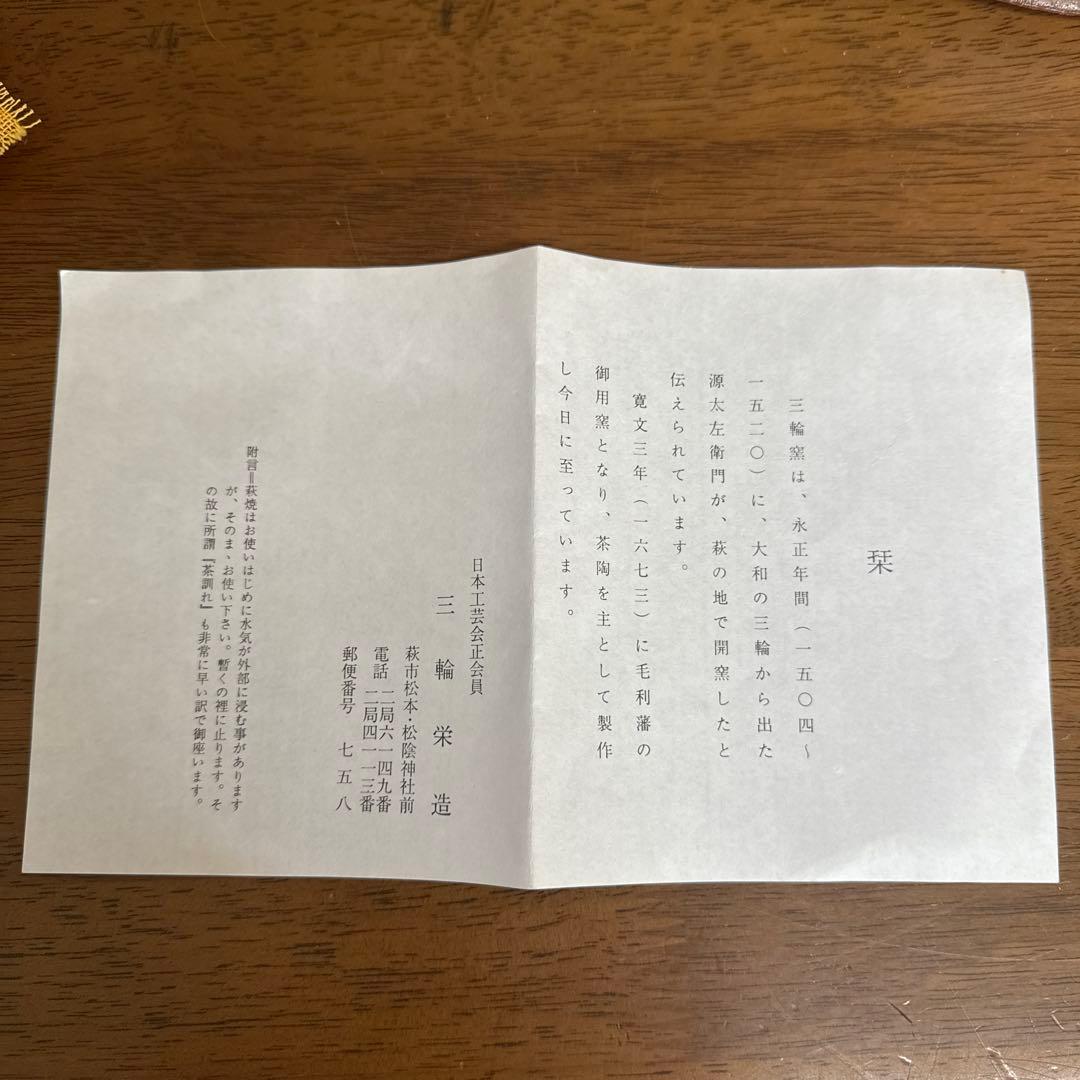 栞
三輪窯は、永正年間（一五〇四～
一五二〇）に、大和の三輪から出た
源太左衛門が、萩の地で開窯したと
伝えられています。
寛文三年（一六七三）に毛利藩の
御用窯となり、茶陶を主として製作
し今日に至っています。
日本工芸会正会員
三輪栄造
萩市松本・松陰神社前
電話 二局六一四九番
二局四一一三番
郵便番号 七五八
附言＝萩焼はお使いはじめに水気が外部に浸む事があります
が、そのまゝお使い下さい。暫くの裡に止ります。そ
の故に所謂『茶訓れ』も非常に早い訳で御座います。